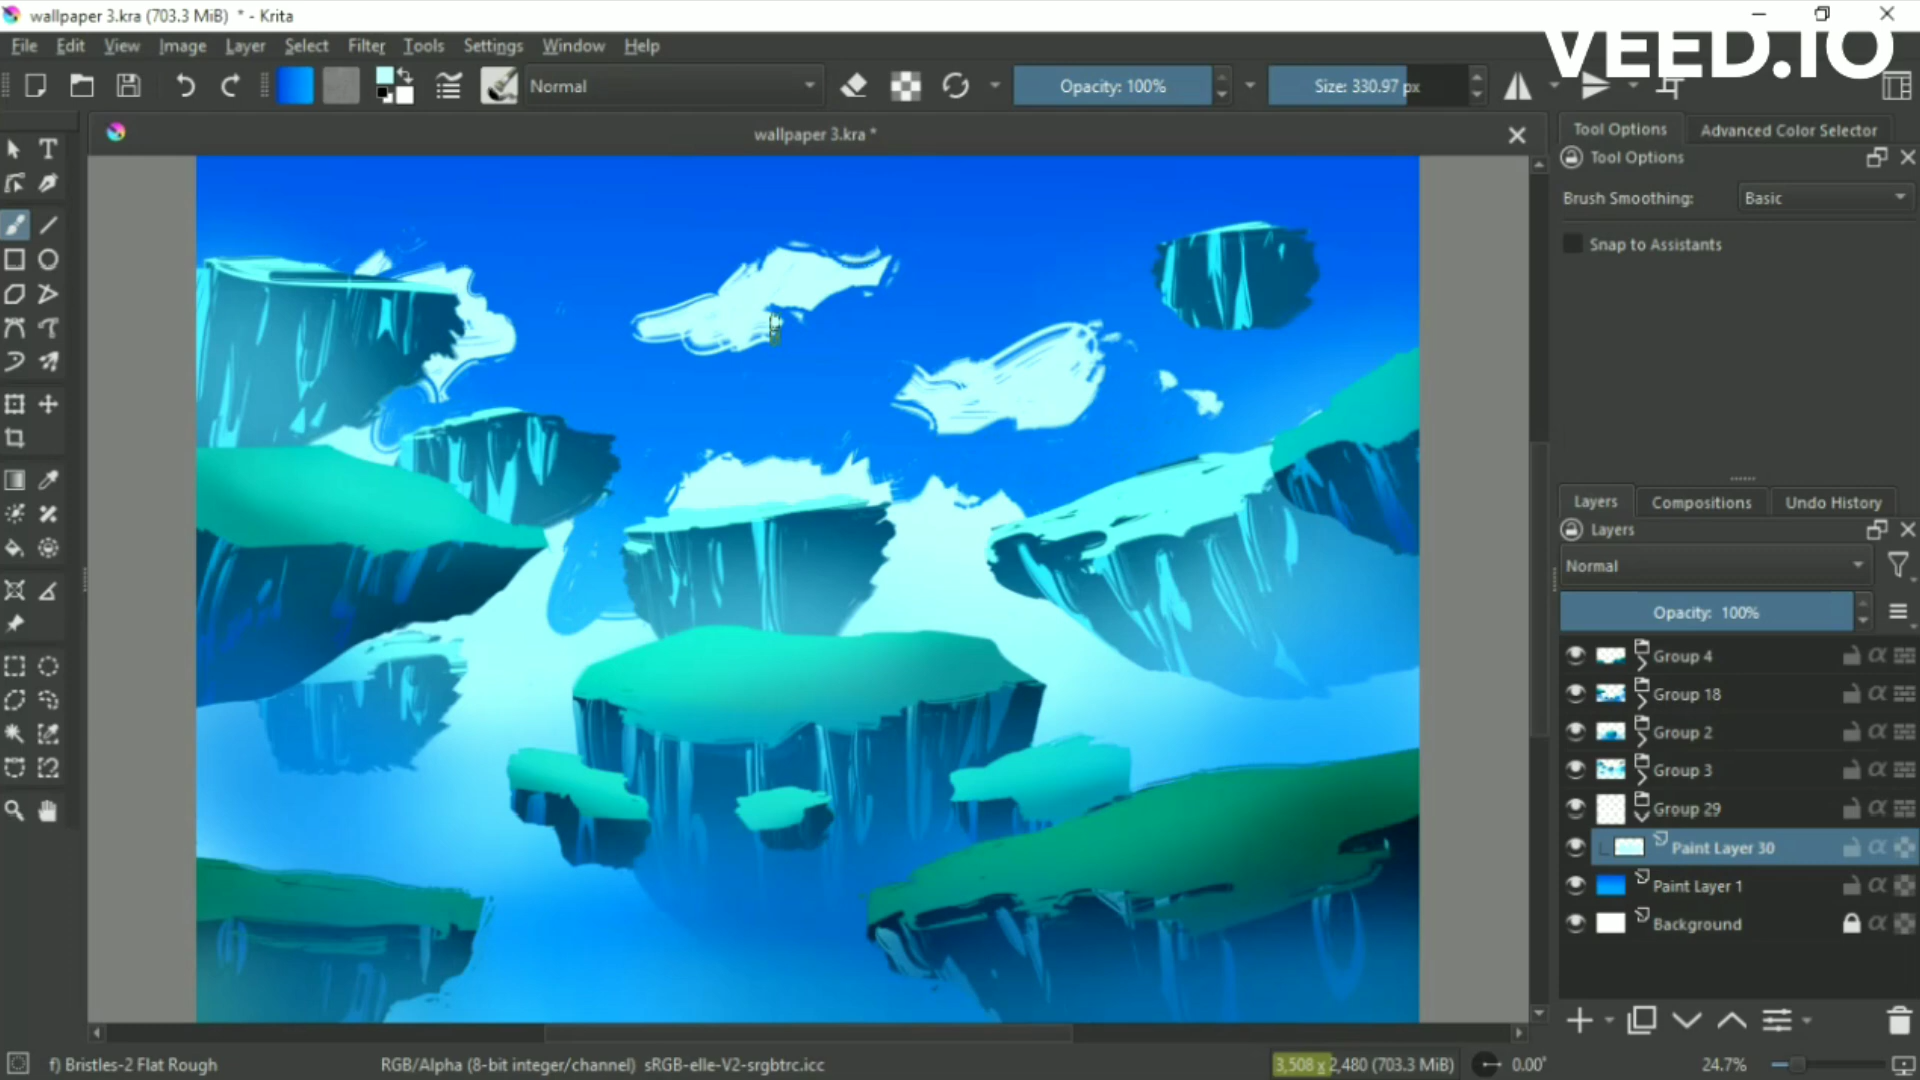 wallpaper 3.kra (703.3 MiB)  * - Krita
VEED.IO
File Edit View Image Layer Select Filter Tools Settings Window Help
Normal
Opacity: 100%
Size: 330.97 px
wallpaper 3.kra *
Tool Options
Advanced Color Selector
Tool Options
Brush Smoothing:
Basic
Snap to Assistants
Layers
Compositions
Undo History
Layers
Normal
Opacity:  100%
Group 4
Group 18
Group 2
Group 3
Group 29
Paint Layer 30
Paint Layer 1
Background
f) Bristles-2 Flat Rough
RGB/Alpha (8-bit integer/channel)  sRGB-elle-V2-srgbtrc.icc
3,508 x 2,480 (703.3 MiB)
0.00°
24.7%